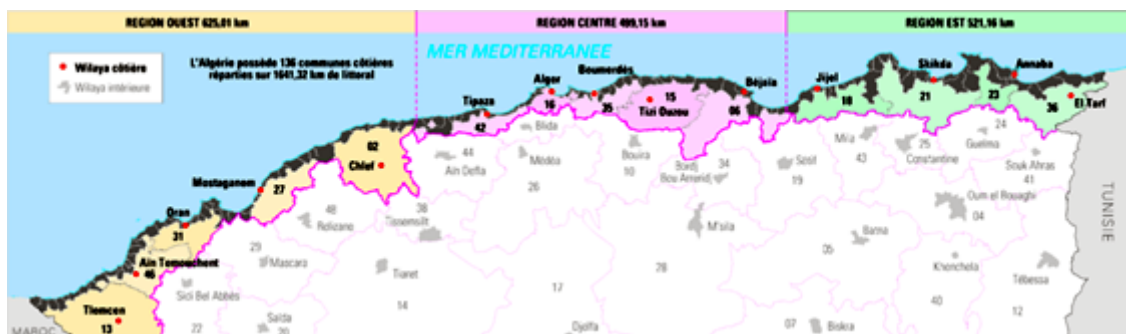 REGION OUEST 625,01 km
REGION CENTRE 499,15 km
REGION EST 521,16 km
MER MEDITERRANEE
Wilaya côtière
Wilaya intérieure
L'Algérie possède 136 communes côtières
réparties sur 1641,32 km de littoral
Alger
16
Boumerdès
35
15
Tizi Ouzou
Béjaia
06
Jijel
18
Skikda
21
Annaba
23
El Tarf
36
Tipaza
42
02
Chlef
Mostaganem
27
Oran
31
Ain Temouchent
46
Tlemcen
13
Blida
44
Ain Defla
Médéa
26
Bouira
10
Bordj
Bou Arreridj
34
Sétif
19
Mila
43
25
Constantine
24
Guelma
Souk Ahras
41
Oum el Bouaghi
04
TUNISIE
48
Relizane
38
Tissemsilt
M'sila
Batna
05
29
Mascara
Tiaret
14
17
28
Khenchela
40
Tébessa
12
Sidi Bel Abbès
22
Saïda
20
Djelfa
07
Biskra
MAROC